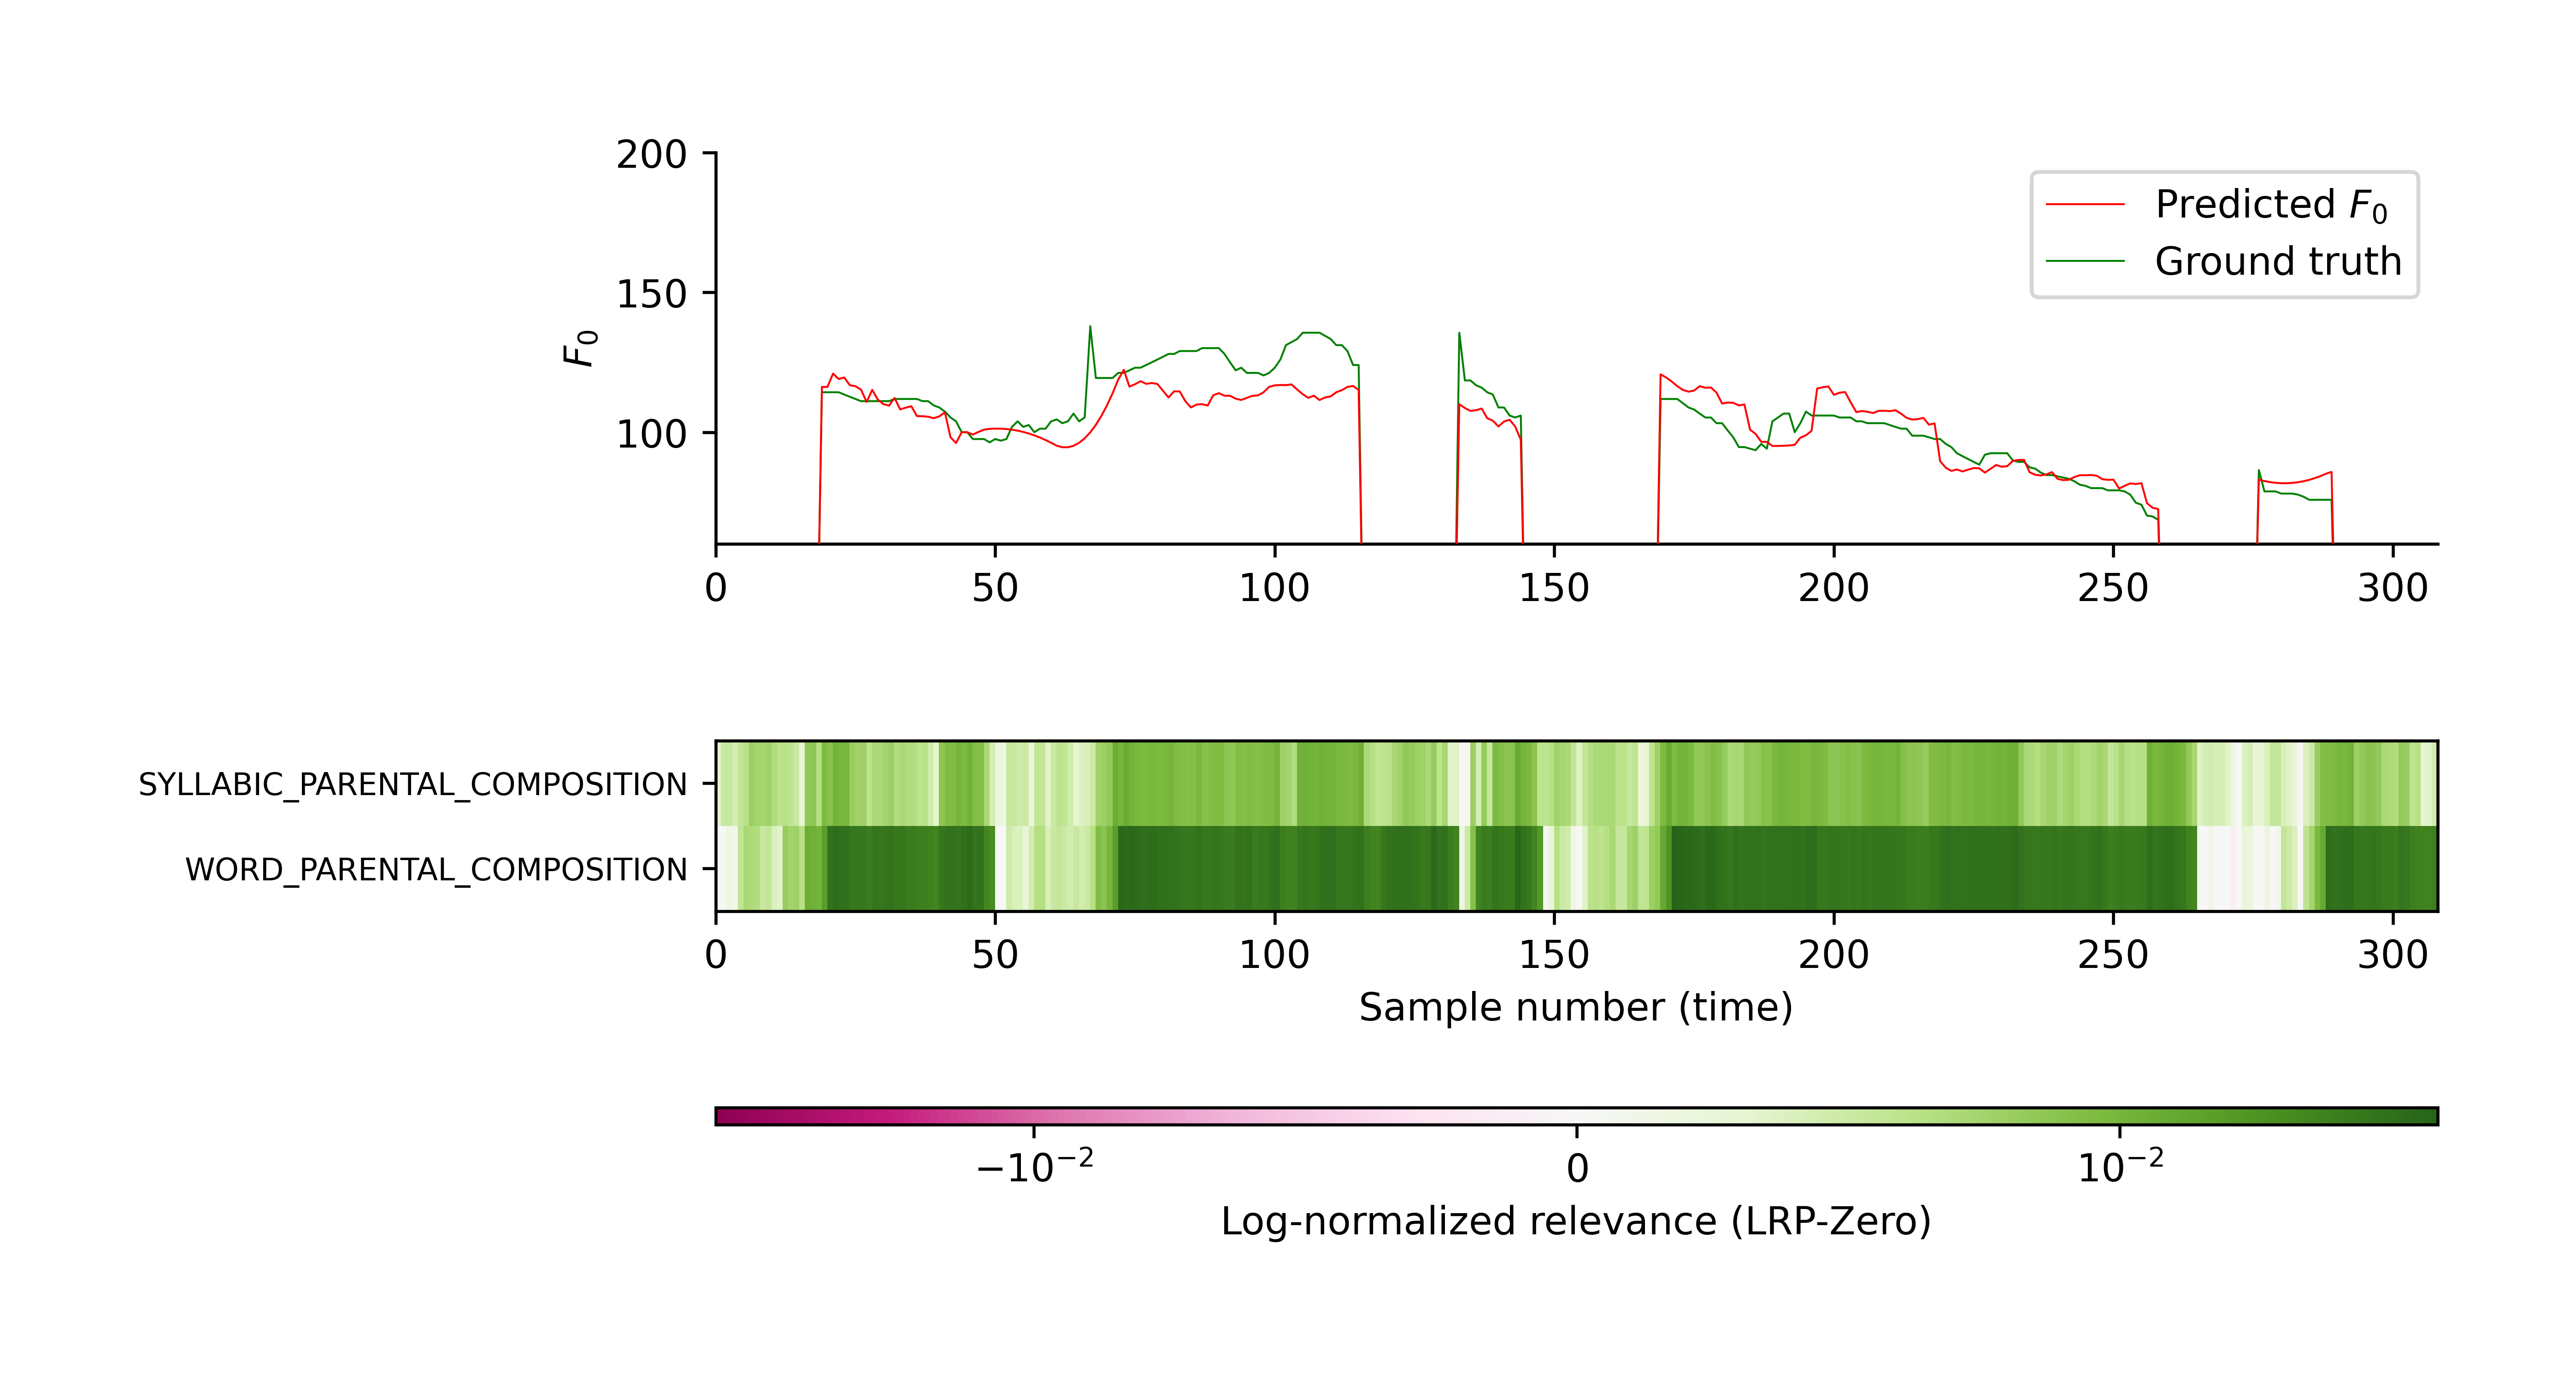 200
150
100
F₀
Predicted F₀
Ground truth
0 50 100 150 200 250 300
SYLLABIC_PARENTAL_COMPOSITION
WORD_PARENTAL_COMPOSITION
0 50 100 150 200 250 300
Sample number (time)
−10⁻² 0 10⁻²
Log-normalized relevance (LRP-Zero)